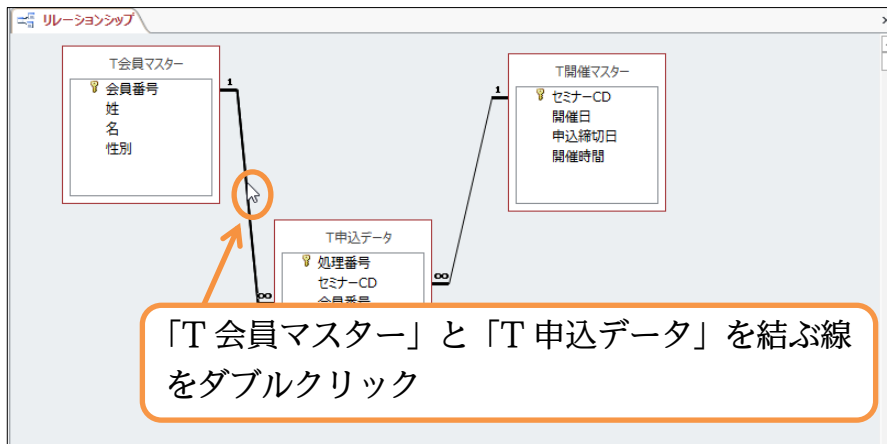 リレーションシップ
T会員マスター
会員番号
姓
名
性別
1
T開催マスター
セミナーCD
開催日
申込締切日
開催時間
1
T申込データ
処理番号
セミナーCD
会員番号
∞
∞
「T 会員マスター」と「T 申込データ」を結ぶ線
をダブルクリック